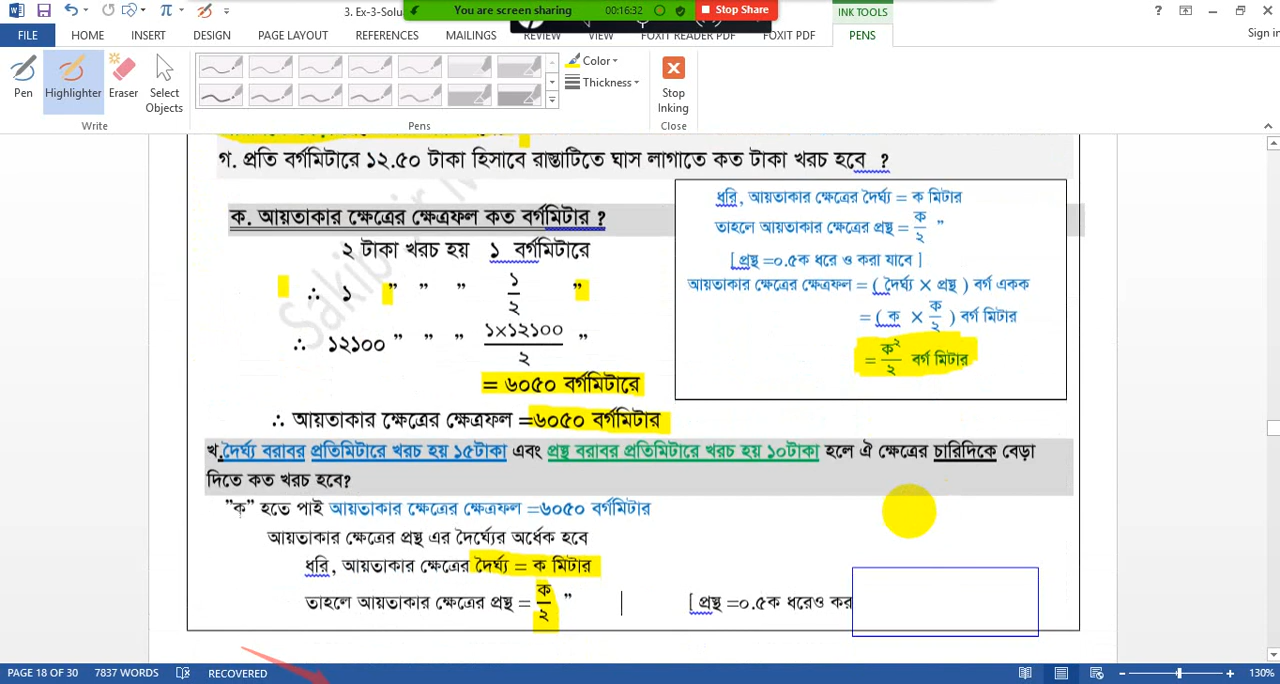 3. Ex-3-Solu
You are screen sharing 00:16:32 Stop Share
INK TOOLS
FILE HOME INSERT DESIGN PAGE LAYOUT REFERENCES MAILINGS REVIEW VIEW FOXIT READER PDF FOXIT PDF PENS Sign in
Pen Highlighter Eraser Select Objects Color Thickness Stop Inking
Write Pens Close
গ. প্রতি বর্গমিটারে ১২.৫০ টাকা হিসাবে রাস্তাটিতে ঘাস লাগাতে কত টাকা খরচ হবে ?
ক. আয়তাকার ক্ষেত্রের ক্ষেত্রফল কত বর্গমিটার ?
২ টাকা খরচ হয় ১ বর্গমিটারে
∴ ১ ” ” ” ১/২ ”
∴ ১২১০০ ” ” ” ১×১২১০০/২ ”
= ৬০৫০ বর্গমিটারে
∴ আয়তাকার ক্ষেত্রের ক্ষেত্রফল =৬০৫০ বর্গমিটার
ধরি, আয়তাকার ক্ষেত্রের দৈর্ঘ্য = ক মিটার
তাহলে আয়তাকার ক্ষেত্রের প্রস্থ = ক/২ ”
[ প্রস্থ =০.৫ক ধরে ও করা যাবে ]
আয়তাকার ক্ষেত্রের ক্ষেত্রফল = ( দৈর্ঘ্য × প্রস্থ ) বর্গ একক
= ( ক × ক/২ ) বর্গ মিটার
= ক²/২ বর্গ মিটার
খ.দৈর্ঘ্য বরাবর প্রতিমিটারে খরচ হয় ১৫টাকা এবং প্রস্থ বরাবর প্রতিমিটারে খরচ হয় ১০টাকা হলে ঐ ক্ষেত্রের চারিদিকে বেড়া
দিতে কত খরচ হবে?
”ক” হতে পাই আয়তাকার ক্ষেত্রের ক্ষেত্রফল =৬০৫০ বর্গমিটার
আয়তাকার ক্ষেত্রের প্রস্থ এর দৈর্ঘ্যের অর্ধেক হবে
ধরি, আয়তাকার ক্ষেত্রের দৈর্ঘ্য = ক মিটার
তাহলে আয়তাকার ক্ষেত্রের প্রস্থ = ক/২ ” [ প্রস্থ =০.৫ক ধরেও কর
PAGE 18 OF 30 7837 WORDS RECOVERED 130%